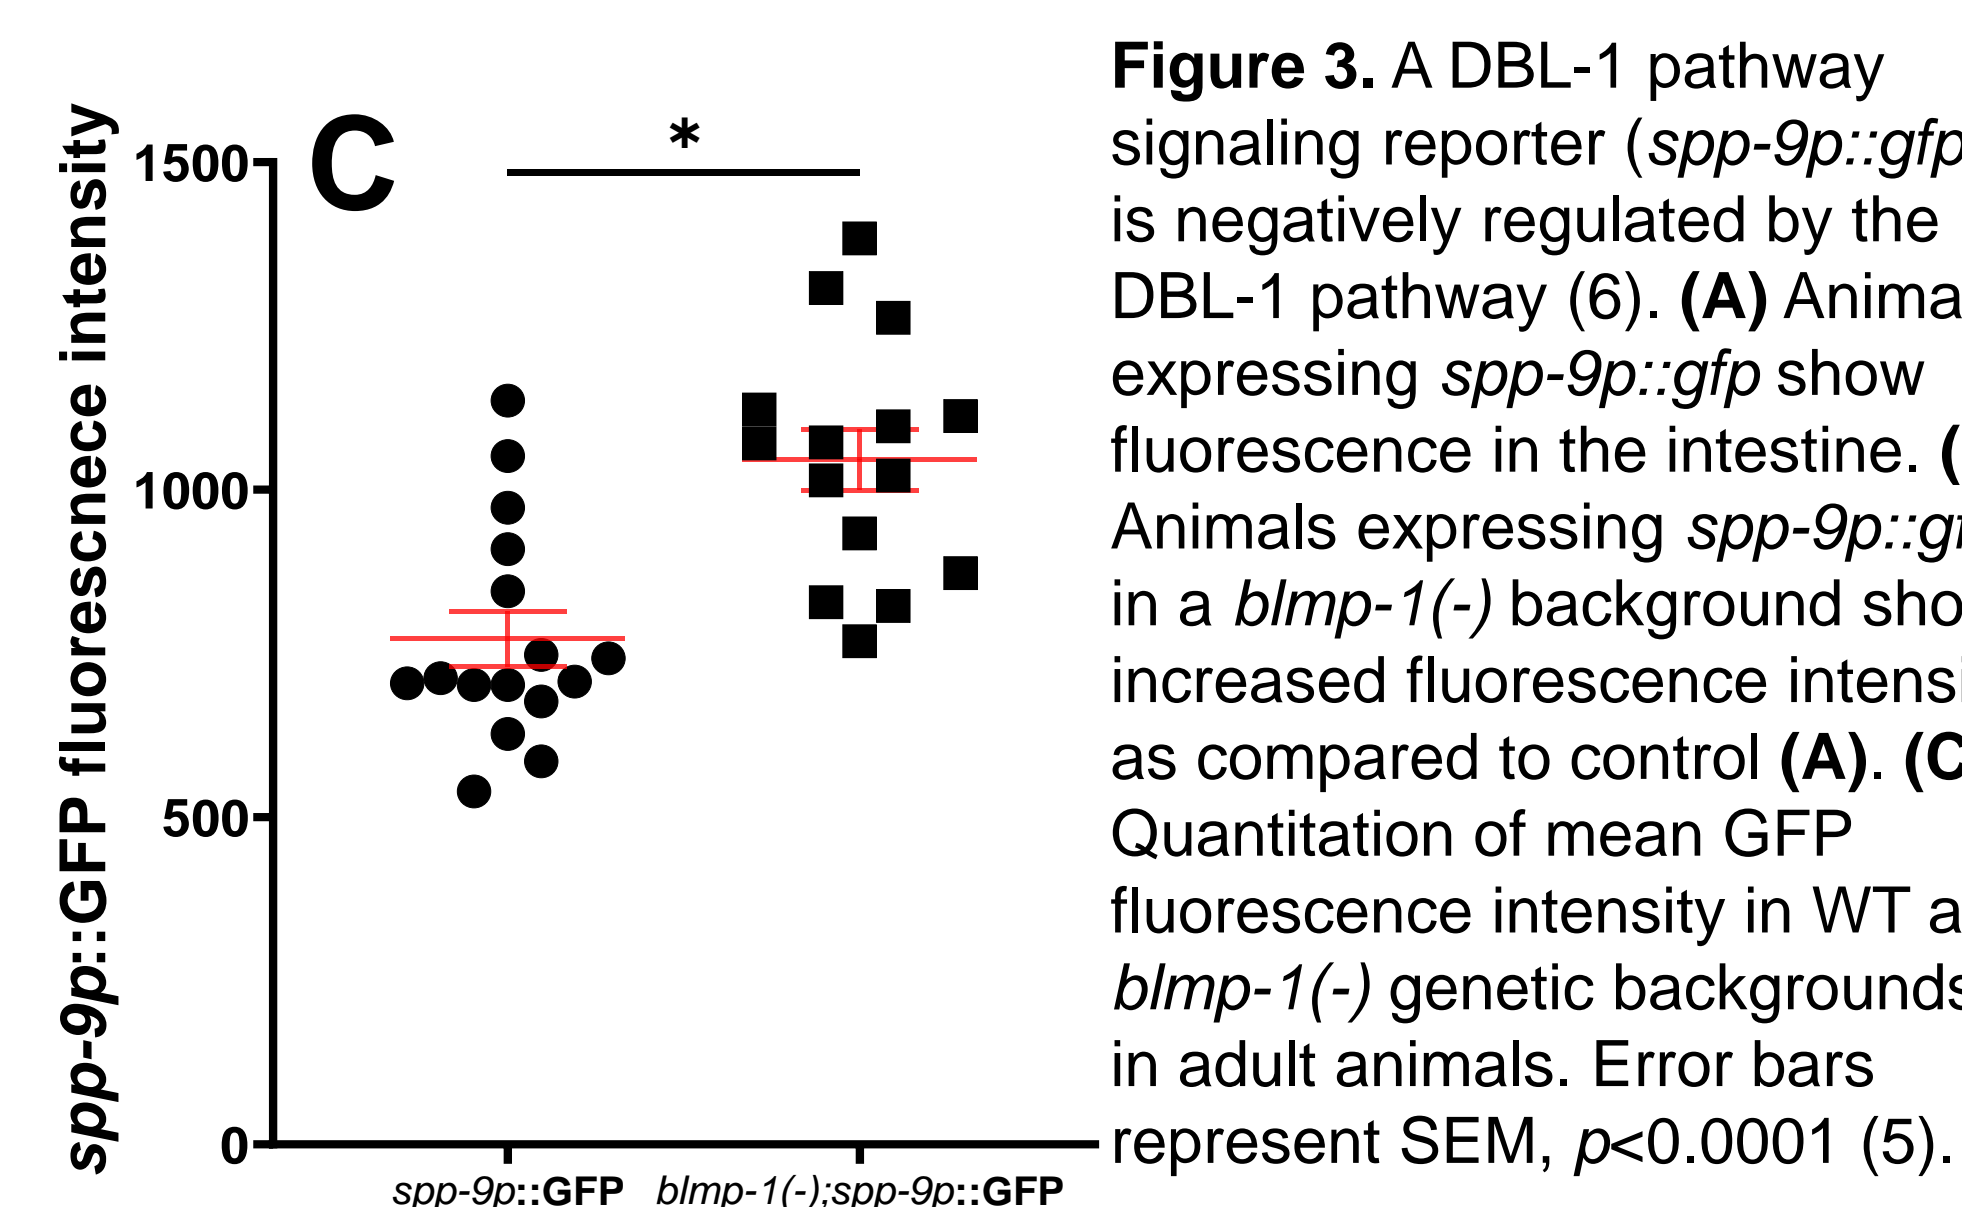 C
*
spp-9p::GFP fluorescnece intensity
1500
1000
500
0
spp-9p::GFP
blmp-1(-);spp-9p::GFP
Figure 3. A DBL-1 pathway
signaling reporter (spp-9p::gfp
is negatively regulated by the
DBL-1 pathway (6). (A) Anima
expressing spp-9p::gfp show
fluorescence in the intestine. (
Animals expressing spp-9p::gf
in a blmp-1(-) background sho
increased fluorescence intensi
as compared to control (A). (C
Quantitation of mean GFP
fluorescence intensity in WT a
blmp-1(-) genetic backgrounds
in adult animals. Error bars
represent SEM, p<0.0001 (5).